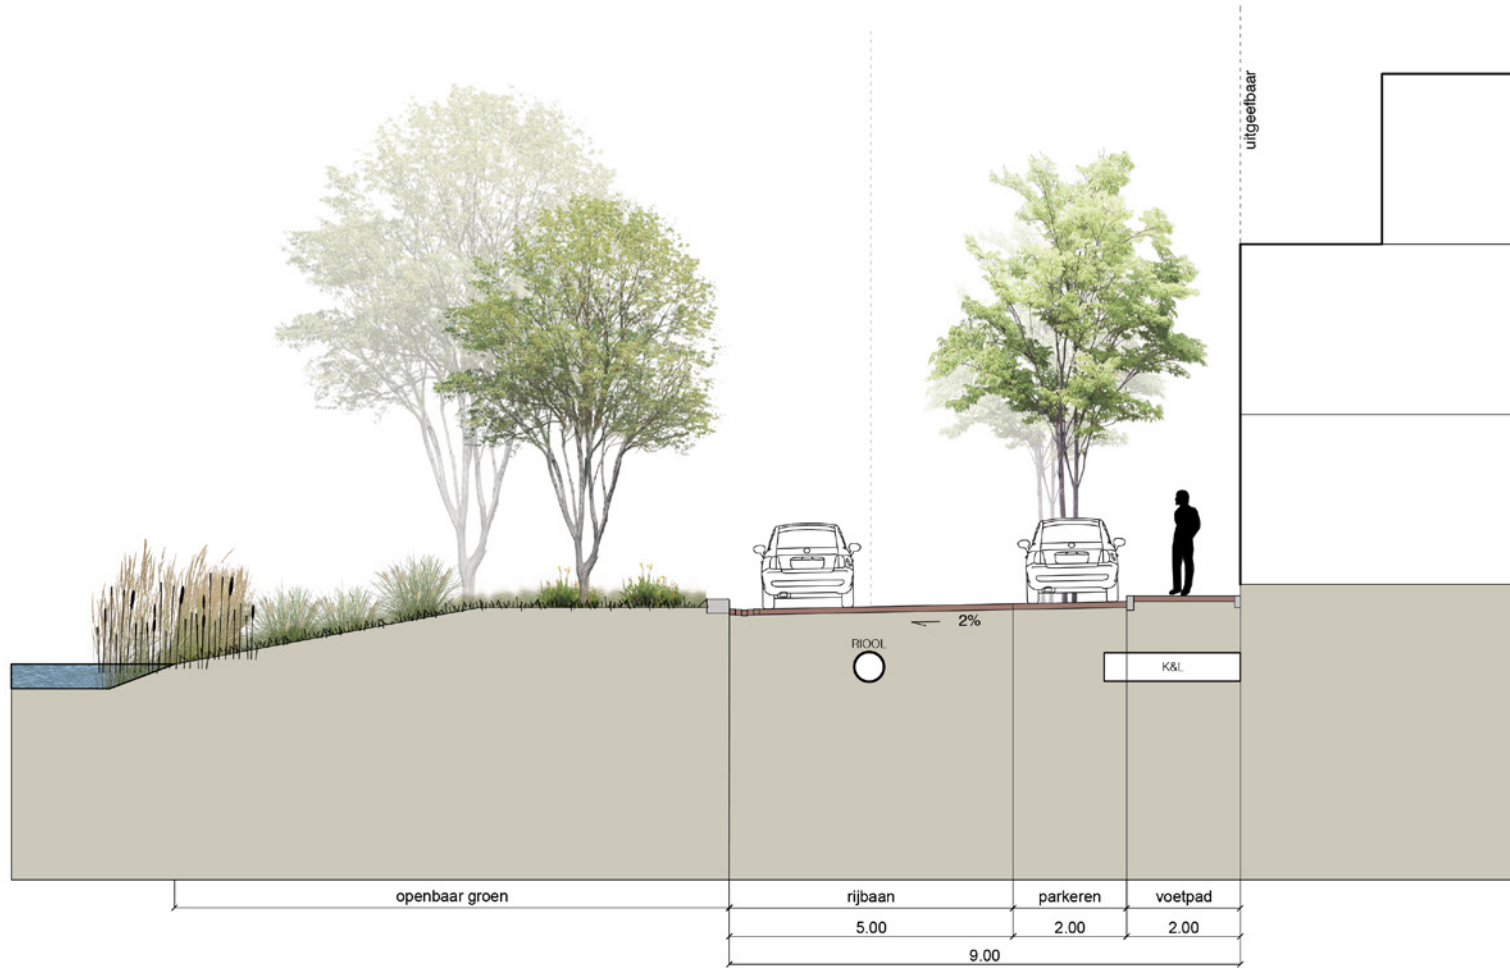 uitgeefbaar
2%
RIOOL
K&L
openbaar groen
rijbaan
parkeren
voetpad
5.00
2.00
2.00
9.00